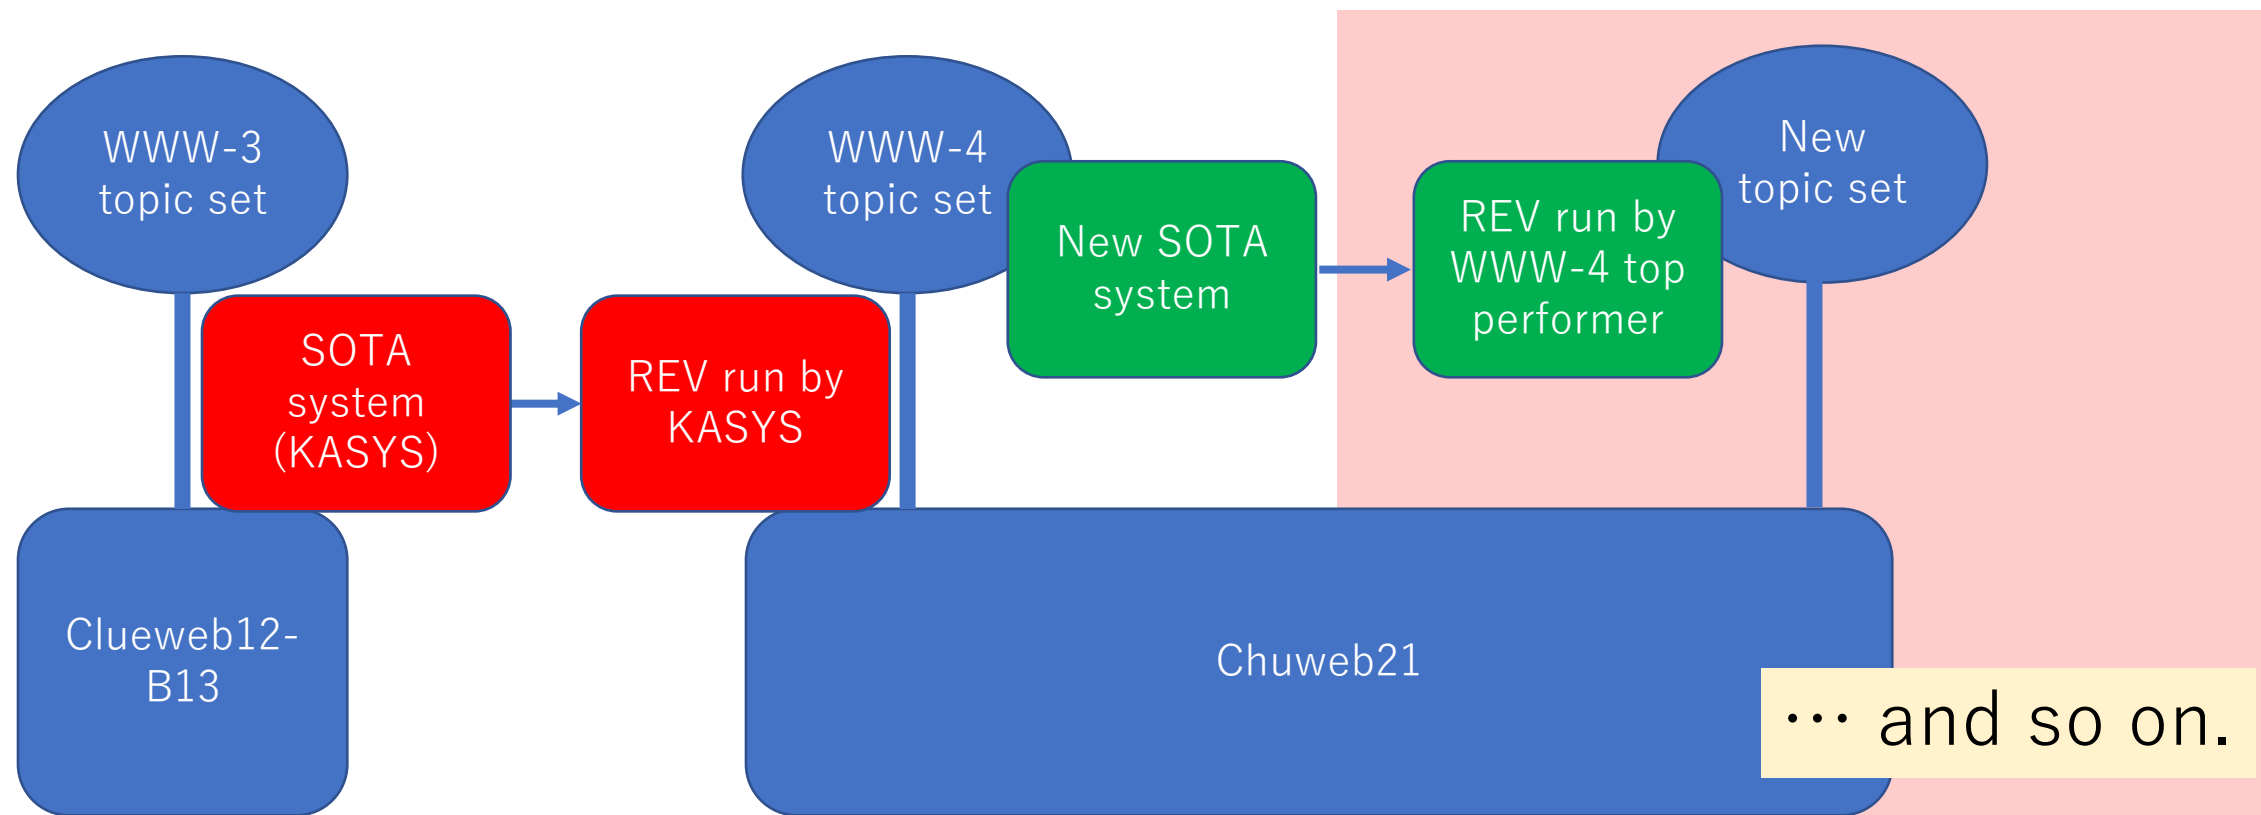 WWW-3
topic set
SOTA
system
(KASYS)
REV run by
KASYS
WWW-4
topic set
New SOTA
system
REV run by
WWW-4 top
performer
New
topic set
Clueweb12-
B13
Chuweb21
… and so on.